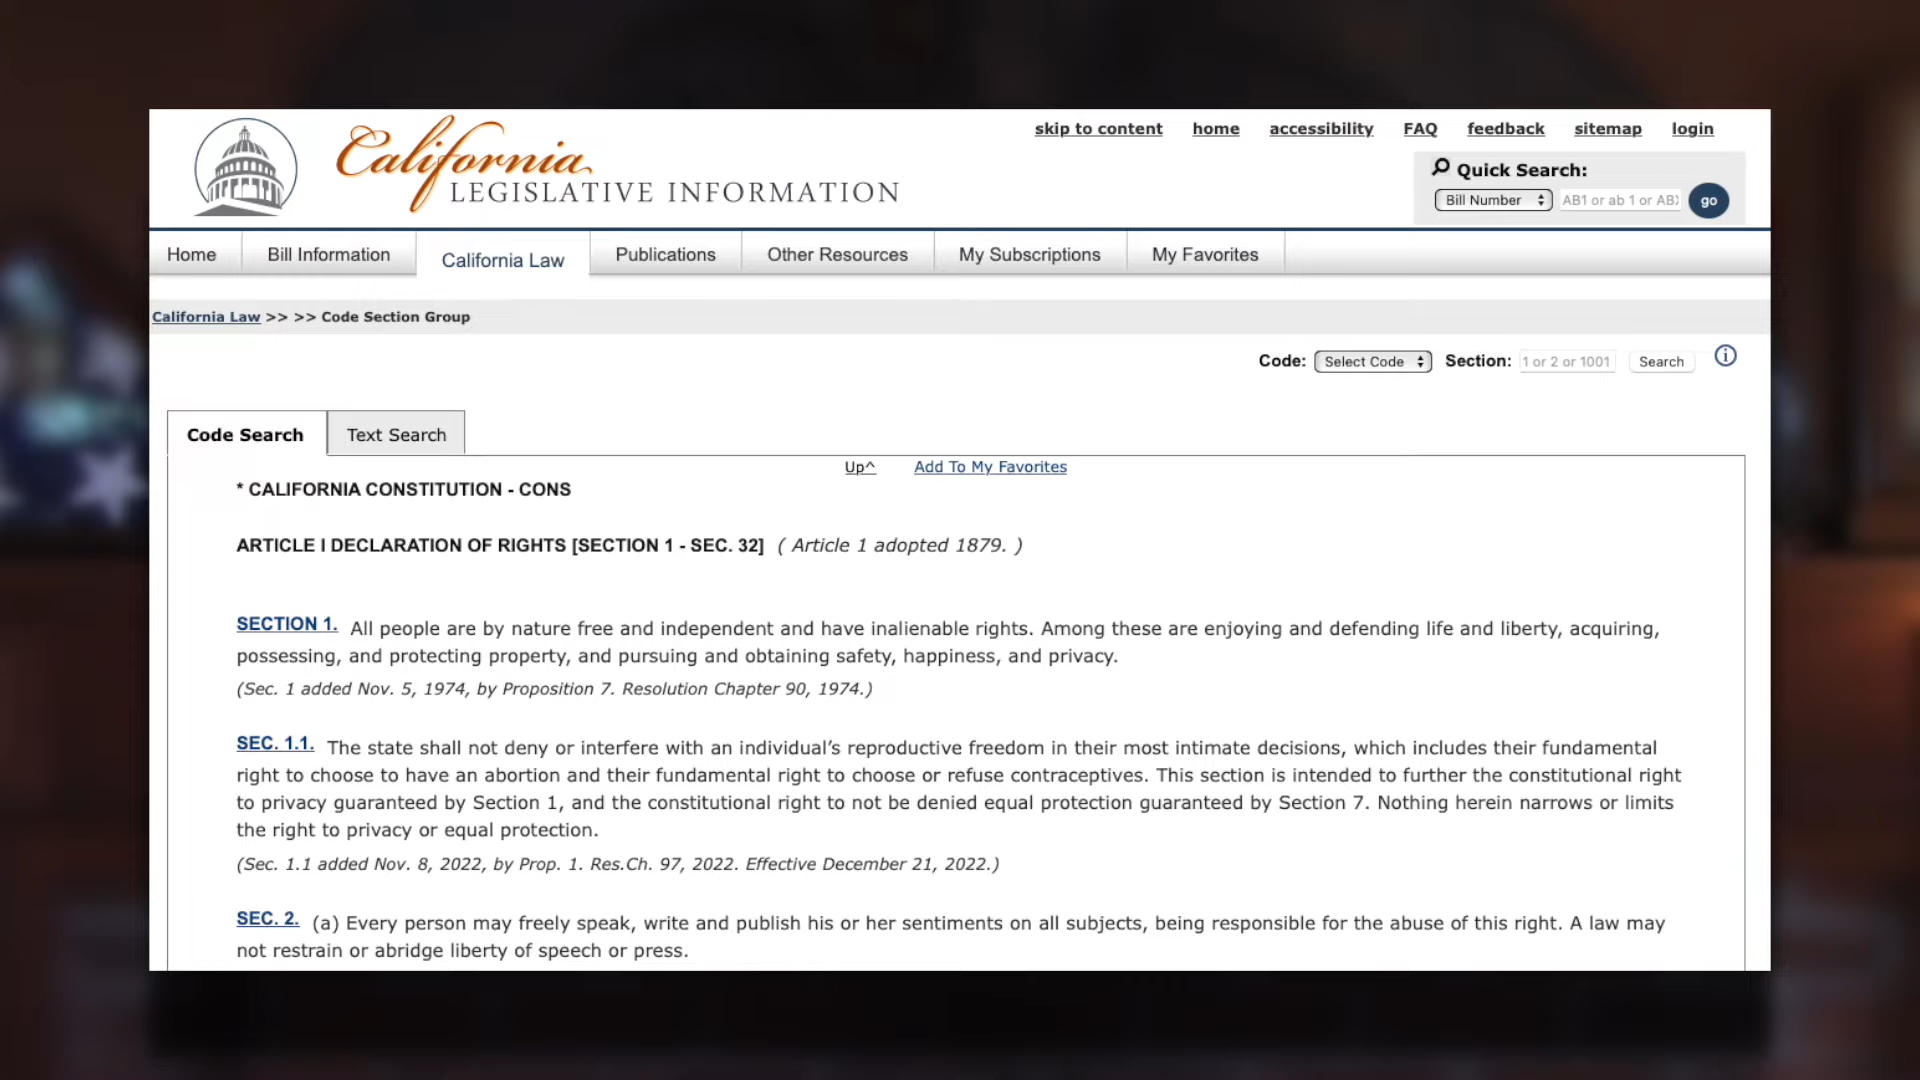 skip to content home accessibility FAQ feedback sitemap login
California
LEGISLATIVE INFORMATION
Quick Search:
Bill Number AB1 or ab 1 or ABX go
Home Bill Information California Law Publications Other Resources My Subscriptions My Favorites
California Law >> >> Code Section Group
Code: Select Code Section: 1 or 2 or 1001 Search
Code Search Text Search
Up^ Add To My Favorites
* CALIFORNIA CONSTITUTION - CONS
ARTICLE I DECLARATION OF RIGHTS [SECTION 1 - SEC. 32] ( Article 1 adopted 1879. )
SECTION 1. All people are by nature free and independent and have inalienable rights. Among these are enjoying and defending life and liberty, acquiring,
possessing, and protecting property, and pursuing and obtaining safety, happiness, and privacy.
(Sec. 1 added Nov. 5, 1974, by Proposition 7. Resolution Chapter 90, 1974.)
SEC. 1.1. The state shall not deny or interfere with an individual’s reproductive freedom in their most intimate decisions, which includes their fundamental
right to choose to have an abortion and their fundamental right to choose or refuse contraceptives. This section is intended to further the constitutional right
to privacy guaranteed by Section 1, and the constitutional right to not be denied equal protection guaranteed by Section 7. Nothing herein narrows or limits
the right to privacy or equal protection.
(Sec. 1.1 added Nov. 8, 2022, by Prop. 1. Res.Ch. 97, 2022. Effective December 21, 2022.)
SEC. 2. (a) Every person may freely speak, write and publish his or her sentiments on all subjects, being responsible for the abuse of this right. A law may
not restrain or abridge liberty of speech or press.